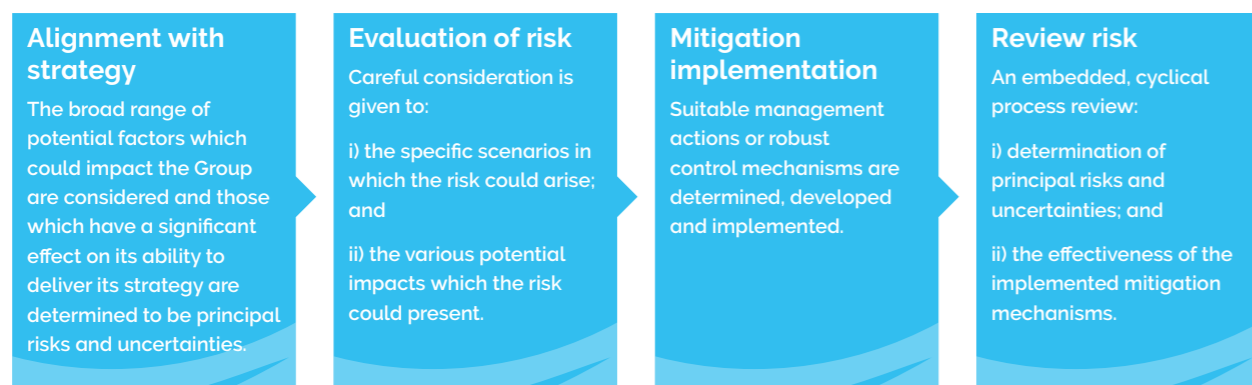 Alignment with
strategy
The broad range of
potential factors which
could impact the Group
are considered and those
which have a significant
effect on its ability to
deliver its strategy are
determined to be principal
risks and uncertainties.
Evaluation of risk
Careful consideration is
given to:
i) the specific scenarios in
which the risk could arise;
and
ii) the various potential
impacts which the risk
could present.
Mitigation
implementation
Suitable management
actions or robust
control mechanisms are
determined, developed
and implemented.
Review risk
An embedded, cyclical
process review:
i) determination of
principal risks and
uncertainties; and
ii) the effectiveness of the
implemented mitigation
mechanisms.